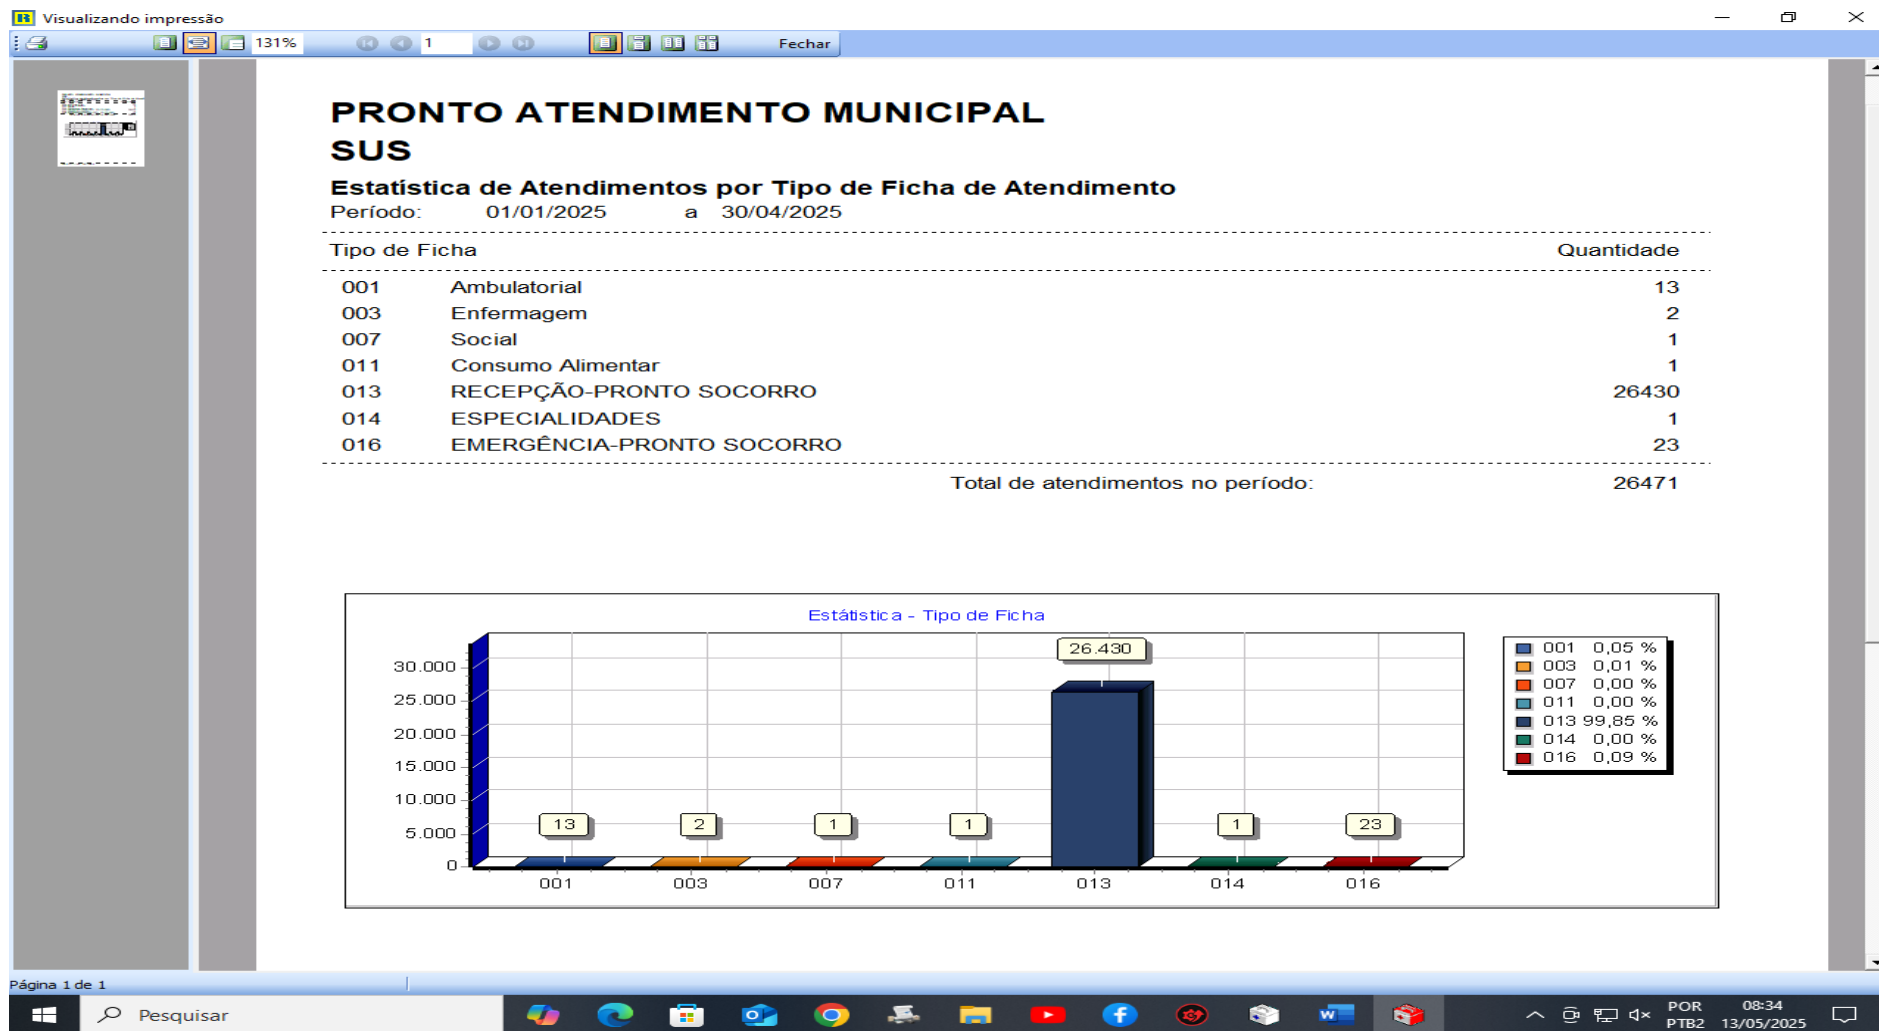 Visualizando impressão
131%
1
Fechar
PRONTO ATENDIMENTO MUNICIPAL
SUS
Estatística de Atendimentos por Tipo de Ficha de Atendimento
Período: 01/01/2025 a 30/04/2025
Tipo de Ficha Quantidade
001 Ambulatorial 13
003 Enfermagem 2
007 Social 1
011 Consumo Alimentar 1
013 RECEPÇÃO-PRONTO SOCORRO 26430
014 ESPECIALIDADES 1
016 EMERGÊNCIA-PRONTO SOCORRO 23
Total de atendimentos no período: 26471
Estátistica - Tipo de Ficha
30.000
25.000
20.000
15.000
10.000
5.000
0
13
2
1
1
26.430
1
23
001
003
007
011
013
014
016
001 0,05 %
003 0,01 %
007 0,00 %
011 0,00 %
013 99,85 %
014 0,00 %
016 0,09 %
Página 1 de 1
Pesquisar
POR
PTB2
08:34
13/05/2025